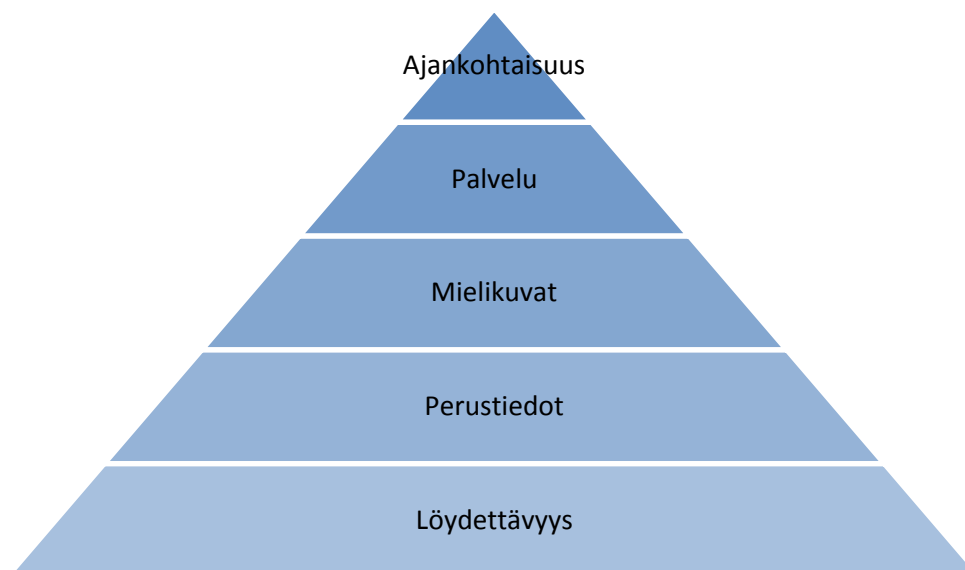 Ajankohtaisuus
Palvelu
Mielikuvat
Perustiedot
Löydettävyys